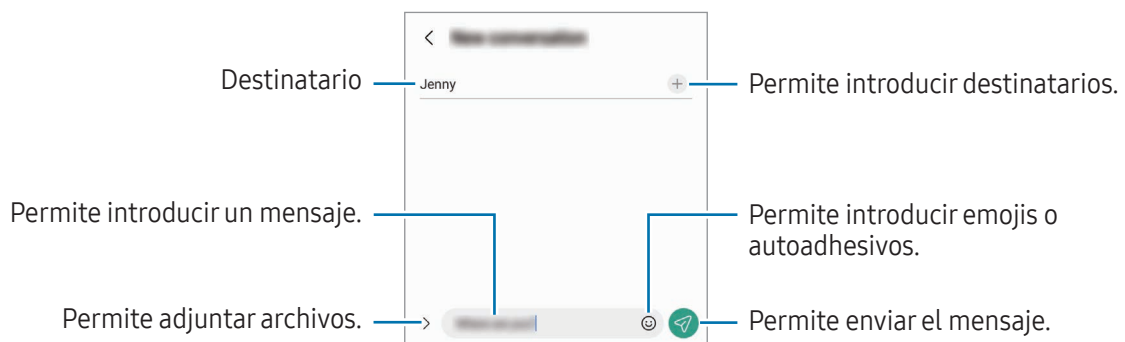 Destinatario
Jenny
Permite introducir destinatarios.
Permite introducir un mensaje.
Permite introducir emojis o
autoadhesivos.
Permite adjuntar archivos.
Permite enviar el mensaje.